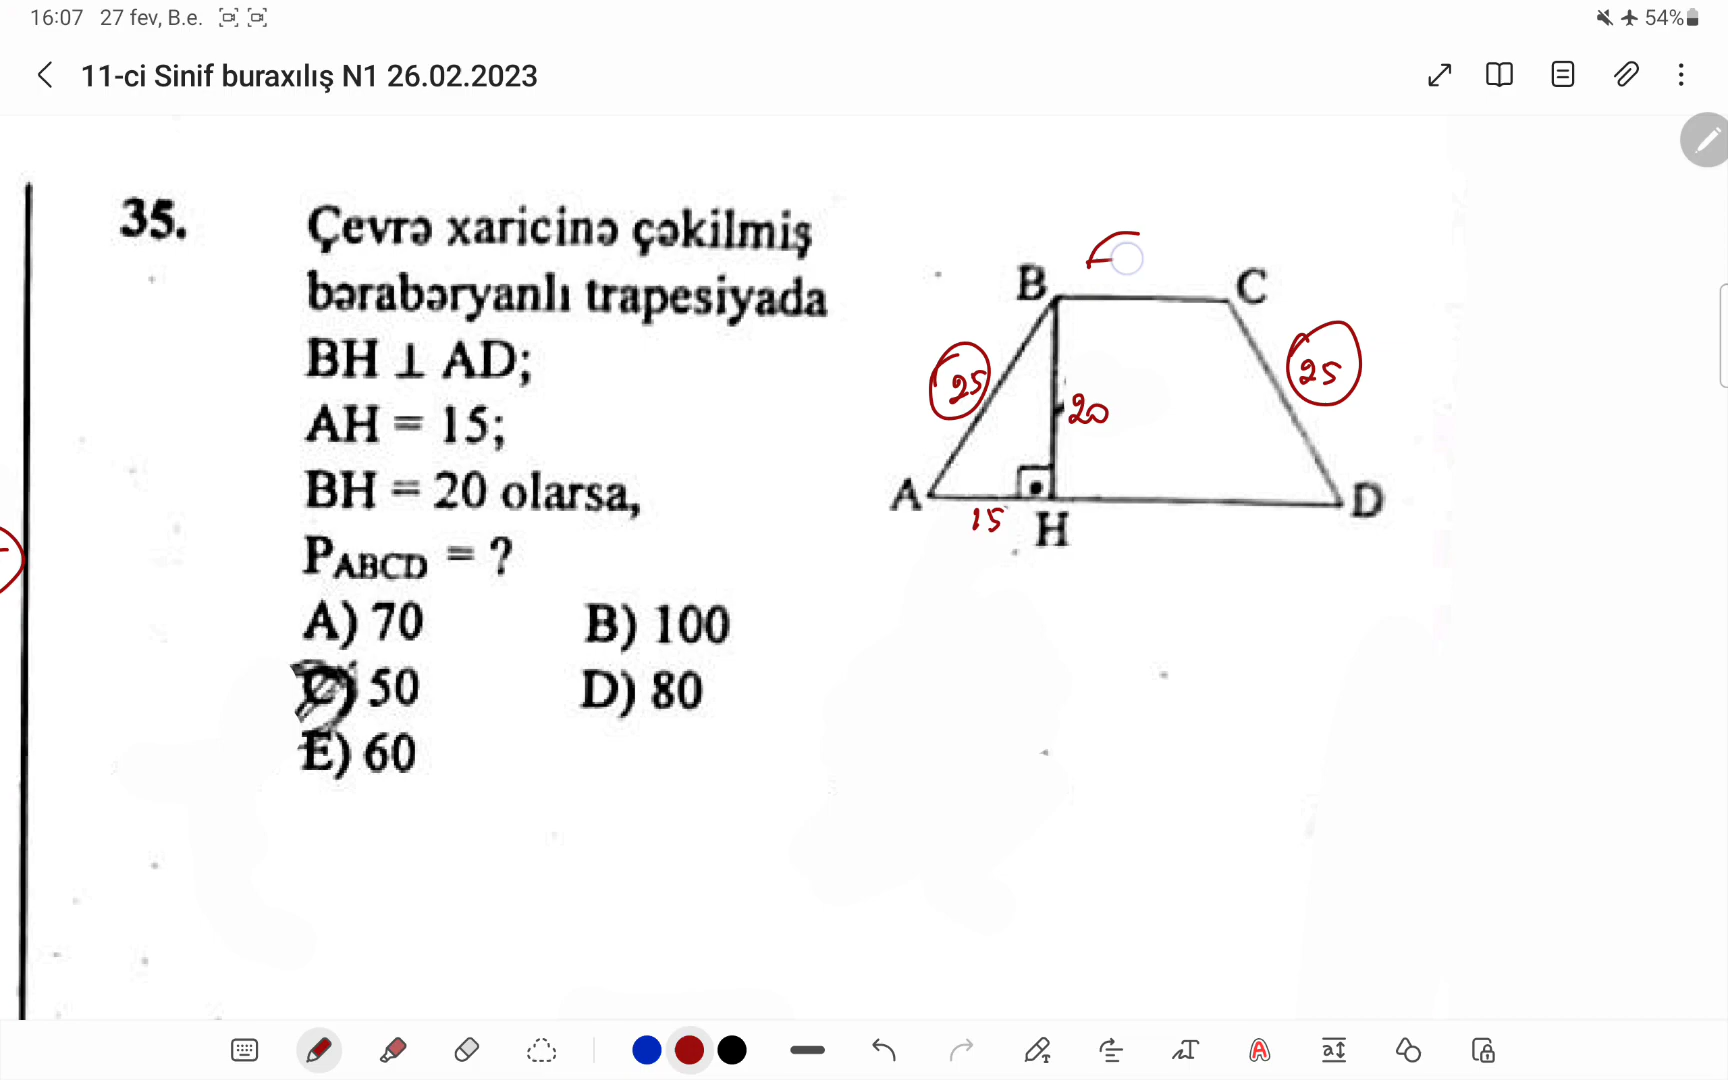 16:07 27 fev, B.e.
54%
11-ci Sinif buraxılış N1 26.02.2023
35. Çevrə xaricinə çəkilmiş
bərabəryanlı trapesiyada
BH ⊥ AD;
AH = 15;
BH = 20 olarsa,
P_ABCD = ?
A) 70 B) 100
C) 50 D) 80
E) 60
B C
25 25
20
A D
15 H